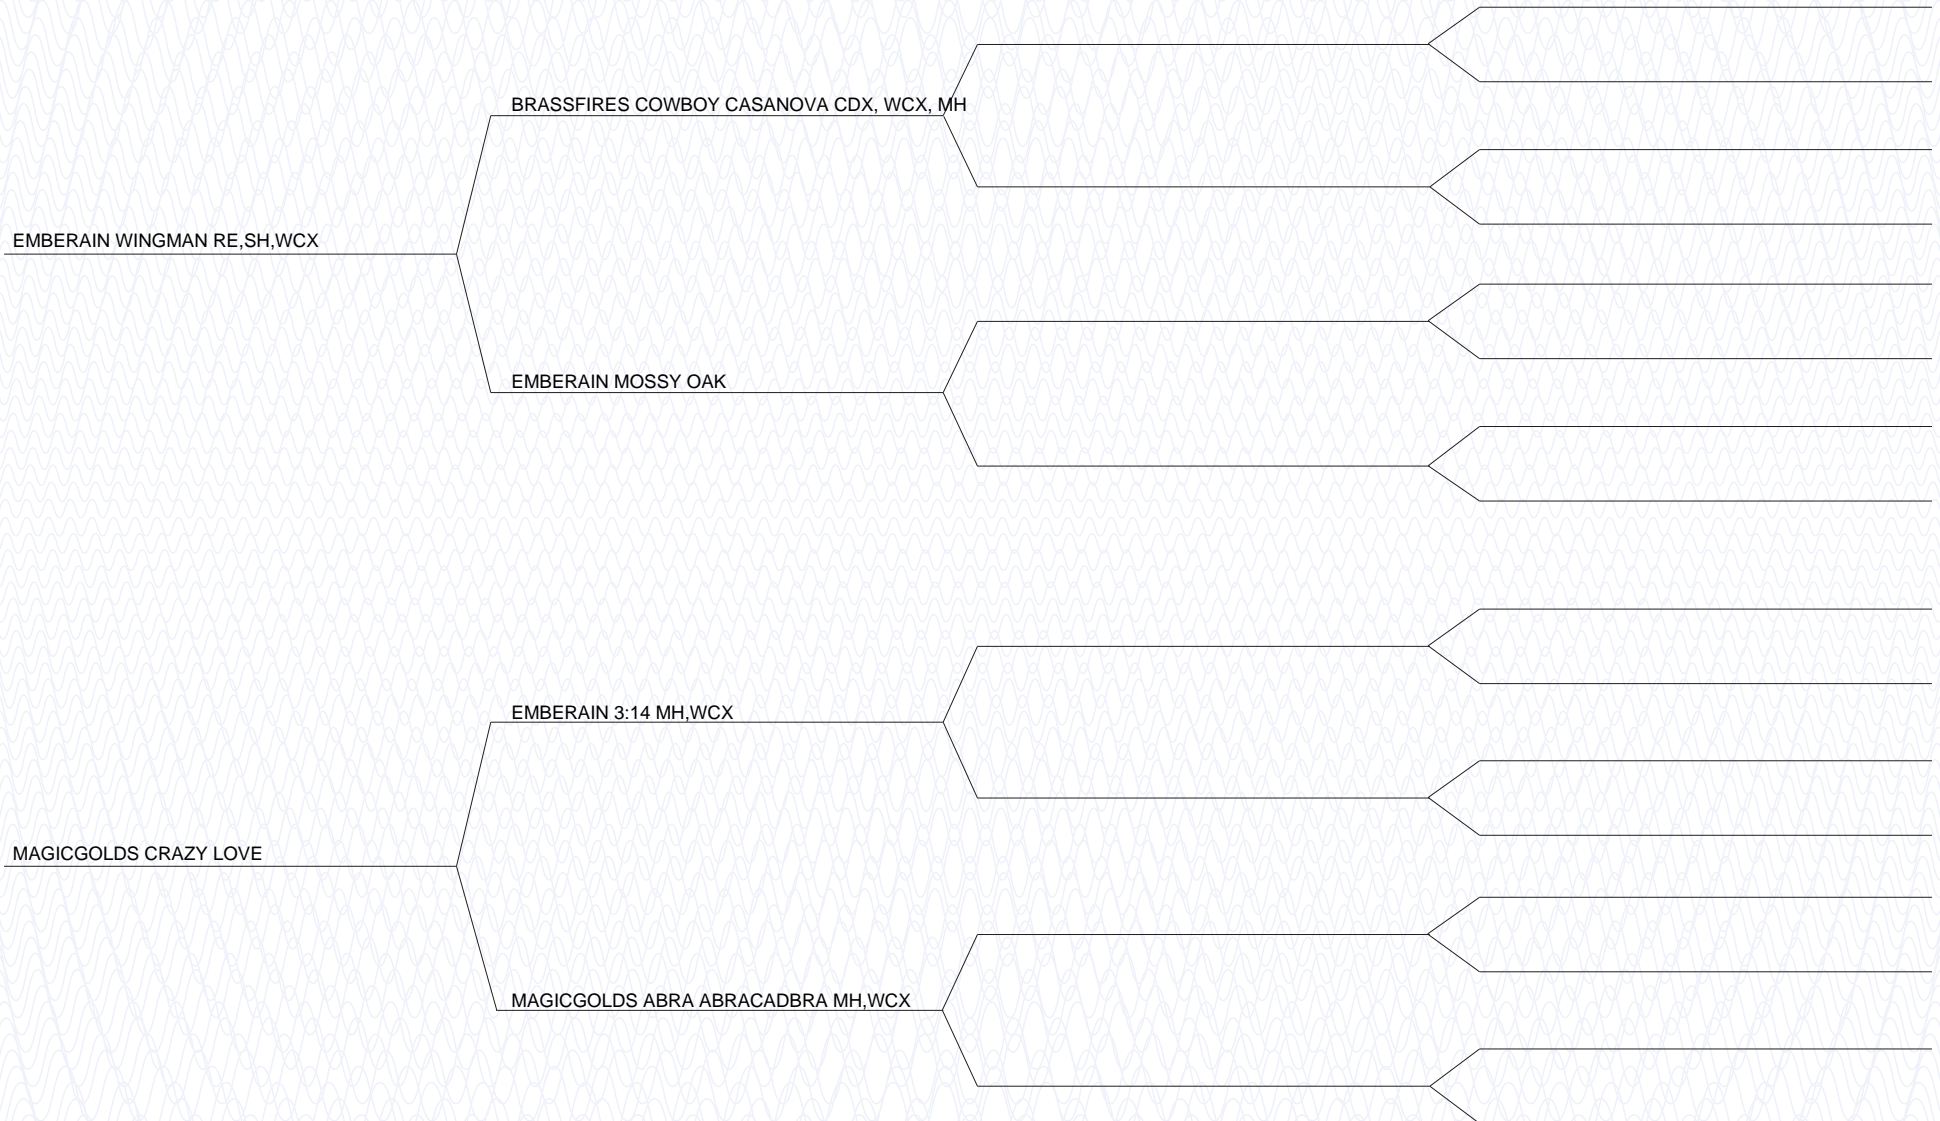 BRASSFIRES COWBOY CASANOVA CDX, WCX, MH
EMBERAIN WINGMAN RE,SH,WCX
EMBERAIN MOSSY OAK
EMBERAIN 3:14 MH,WCX
MAGICGOLDS CRAZY LOVE
MAGICGOLDS ABRA ABRACADBRA MH,WCX